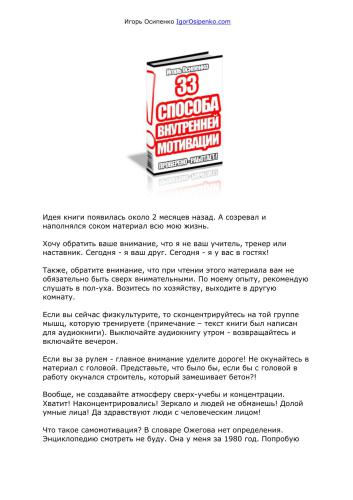 Игорь Осипенко IgorOsipenko.com
Игорь Осипенко
33
СПОСОБА
ВНУТРЕННЕЙ
МОТИВАЦИИ
ПРОВЕРЕНО - РАБОТАЕТ!
Идея книги появилась около 2 месяцев назад. А созревал и
наполнялся соком материал всю мою жизнь.
Хочу обратить ваше внимание, что я не ваш учитель, тренер или
наставник. Сегодня - я ваш друг. Сегодня - я у вас в гостях!
Также, обратите внимание, что при чтении этого материала вам не
обязательно быть сверх внимательными. По моему опыту, рекомендую
слушать в пол-уха. Возитесь по хозяйству, выходите в другую
комнату.
Если вы сейчас физкультурите, то сконцентрируйтесь на той группе
мышц, которую тренируете (примечание – текст книги был написан
для аудиокниги). Выключайте аудиокнигу утром - возвращайтесь и
включайте вечером.
Если вы за рулем - главное внимание уделите дороге! Не окунайтесь в
материал с головой. Представьте, что было бы, если бы с головой в
работу окунался строитель, который замешивает бетон?!
Вообще, не создавайте атмосферу сверх-учебы и концентрации.
Хватит! Наконцентрировались! Зеркало и людей не обманешь! Долой
умные лица! Да здравствуют люди с человеческим лицом!
Что такое самомотивация? В словаре Ожегова нет определения.
Энциклопедию смотреть не буду. Она у меня за 1980 год. Попробую